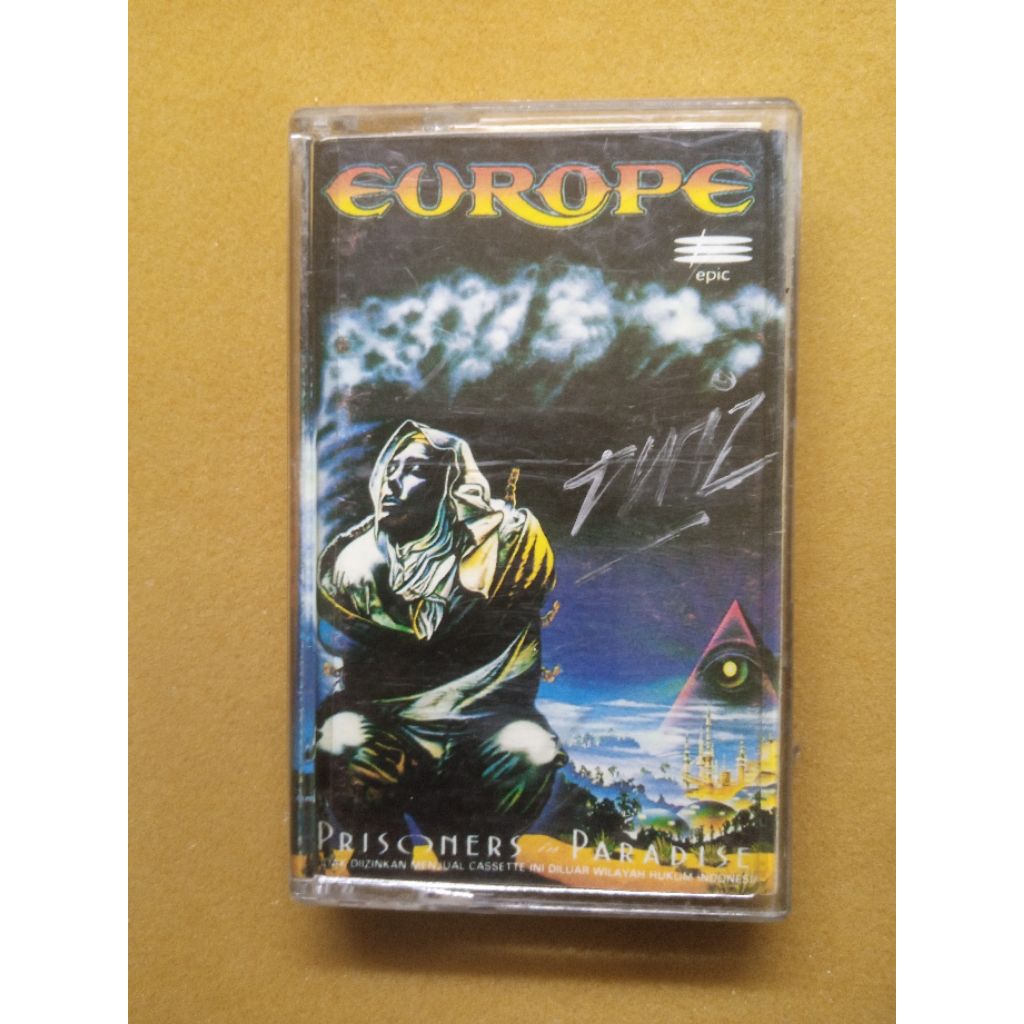 EUROPE
epic
PRISONERS in PARADISE
DIIZINKAN MENJUAL CASSETTE INI DILUAR WILAYAH HUKUM INDONESIA